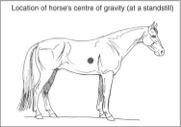 Location of horse's centre of gravity (at a standstill)